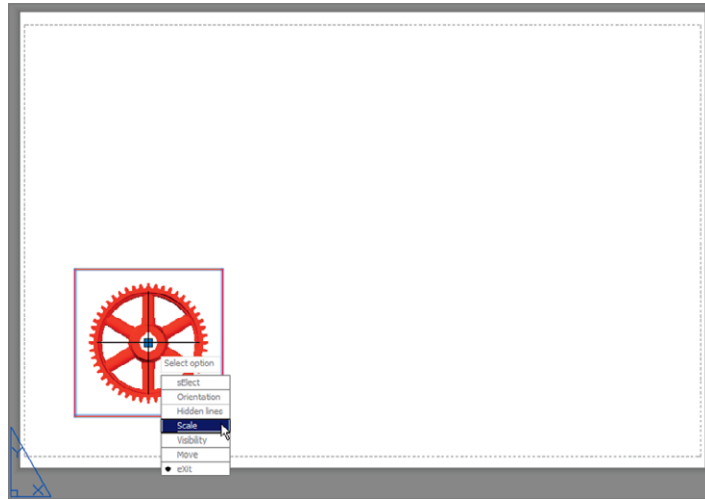 Select option
sElect
Orientation
Hidden lines
Scale
Visibility
Move
eXit
Y
X